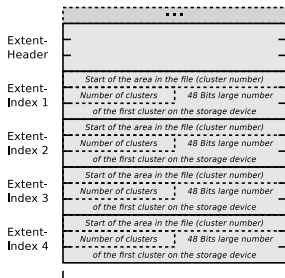 ...
Extent-
Header
Start of the area in the file (cluster number)
Extent-
Index 1
Number of clusters
48 Bits large number
of the first cluster on the storage device
Start of the area in the file (cluster number)
Extent-
Index 2
Number of clusters
48 Bits large number
of the first cluster on the storage device
Start of the area in the file (cluster number)
Extent-
Index 3
Number of clusters
48 Bits large number
of the first cluster on the storage device
Start of the area in the file (cluster number)
Extent-
Index 4
Number of clusters
48 Bits large number
of the first cluster on the storage device